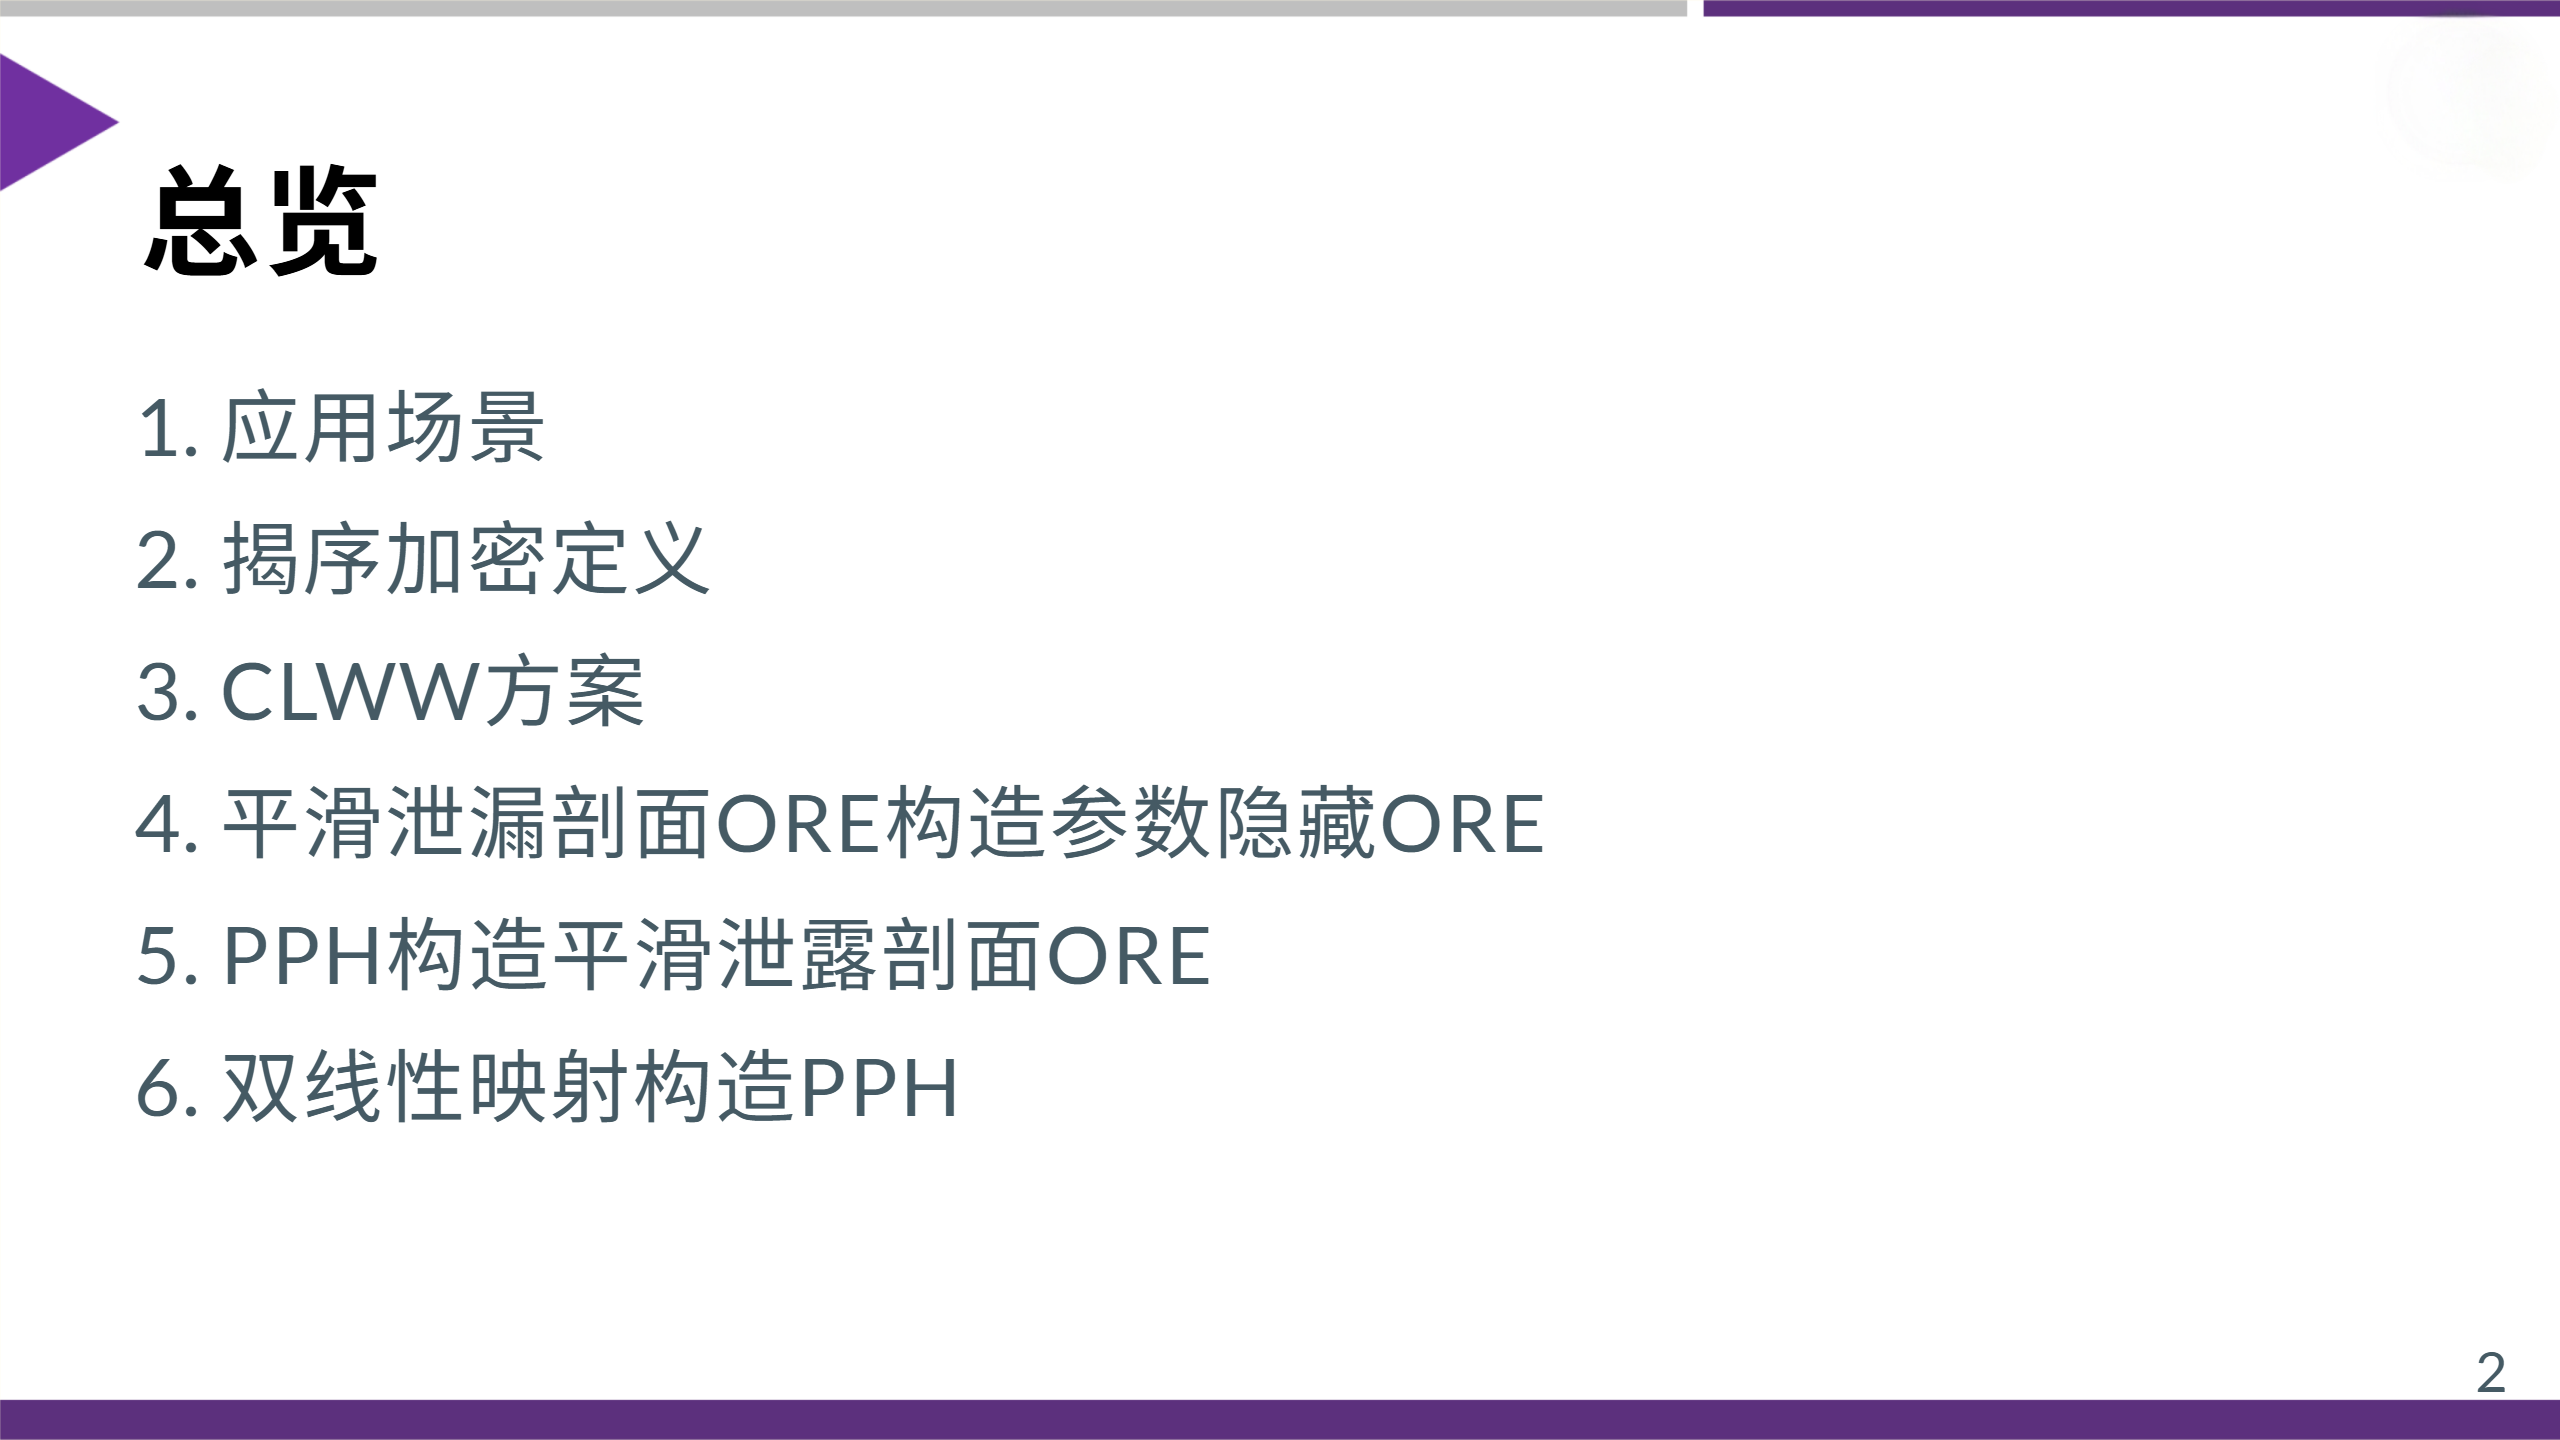 总览
1. 应用场景
2. 揭序加密定义
3. CLWW方案
4. 平滑泄漏剖面ORE构造参数隐藏ORE
5. PPH构造平滑泄露剖面ORE
6. 双线性映射构造PPH
2